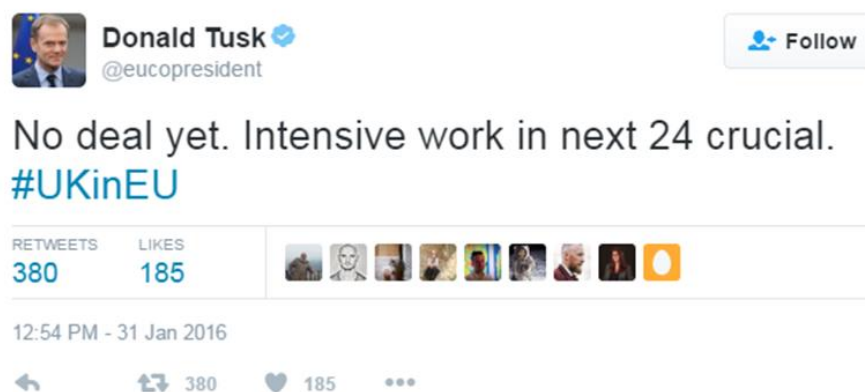 Donald Tusk
@eucopresident
Follow
No deal yet. Intensive work in next 24 crucial.
#UKinEU
RETWEETS LIKES
380 185
12:54 PM - 31 Jan 2016
380 185